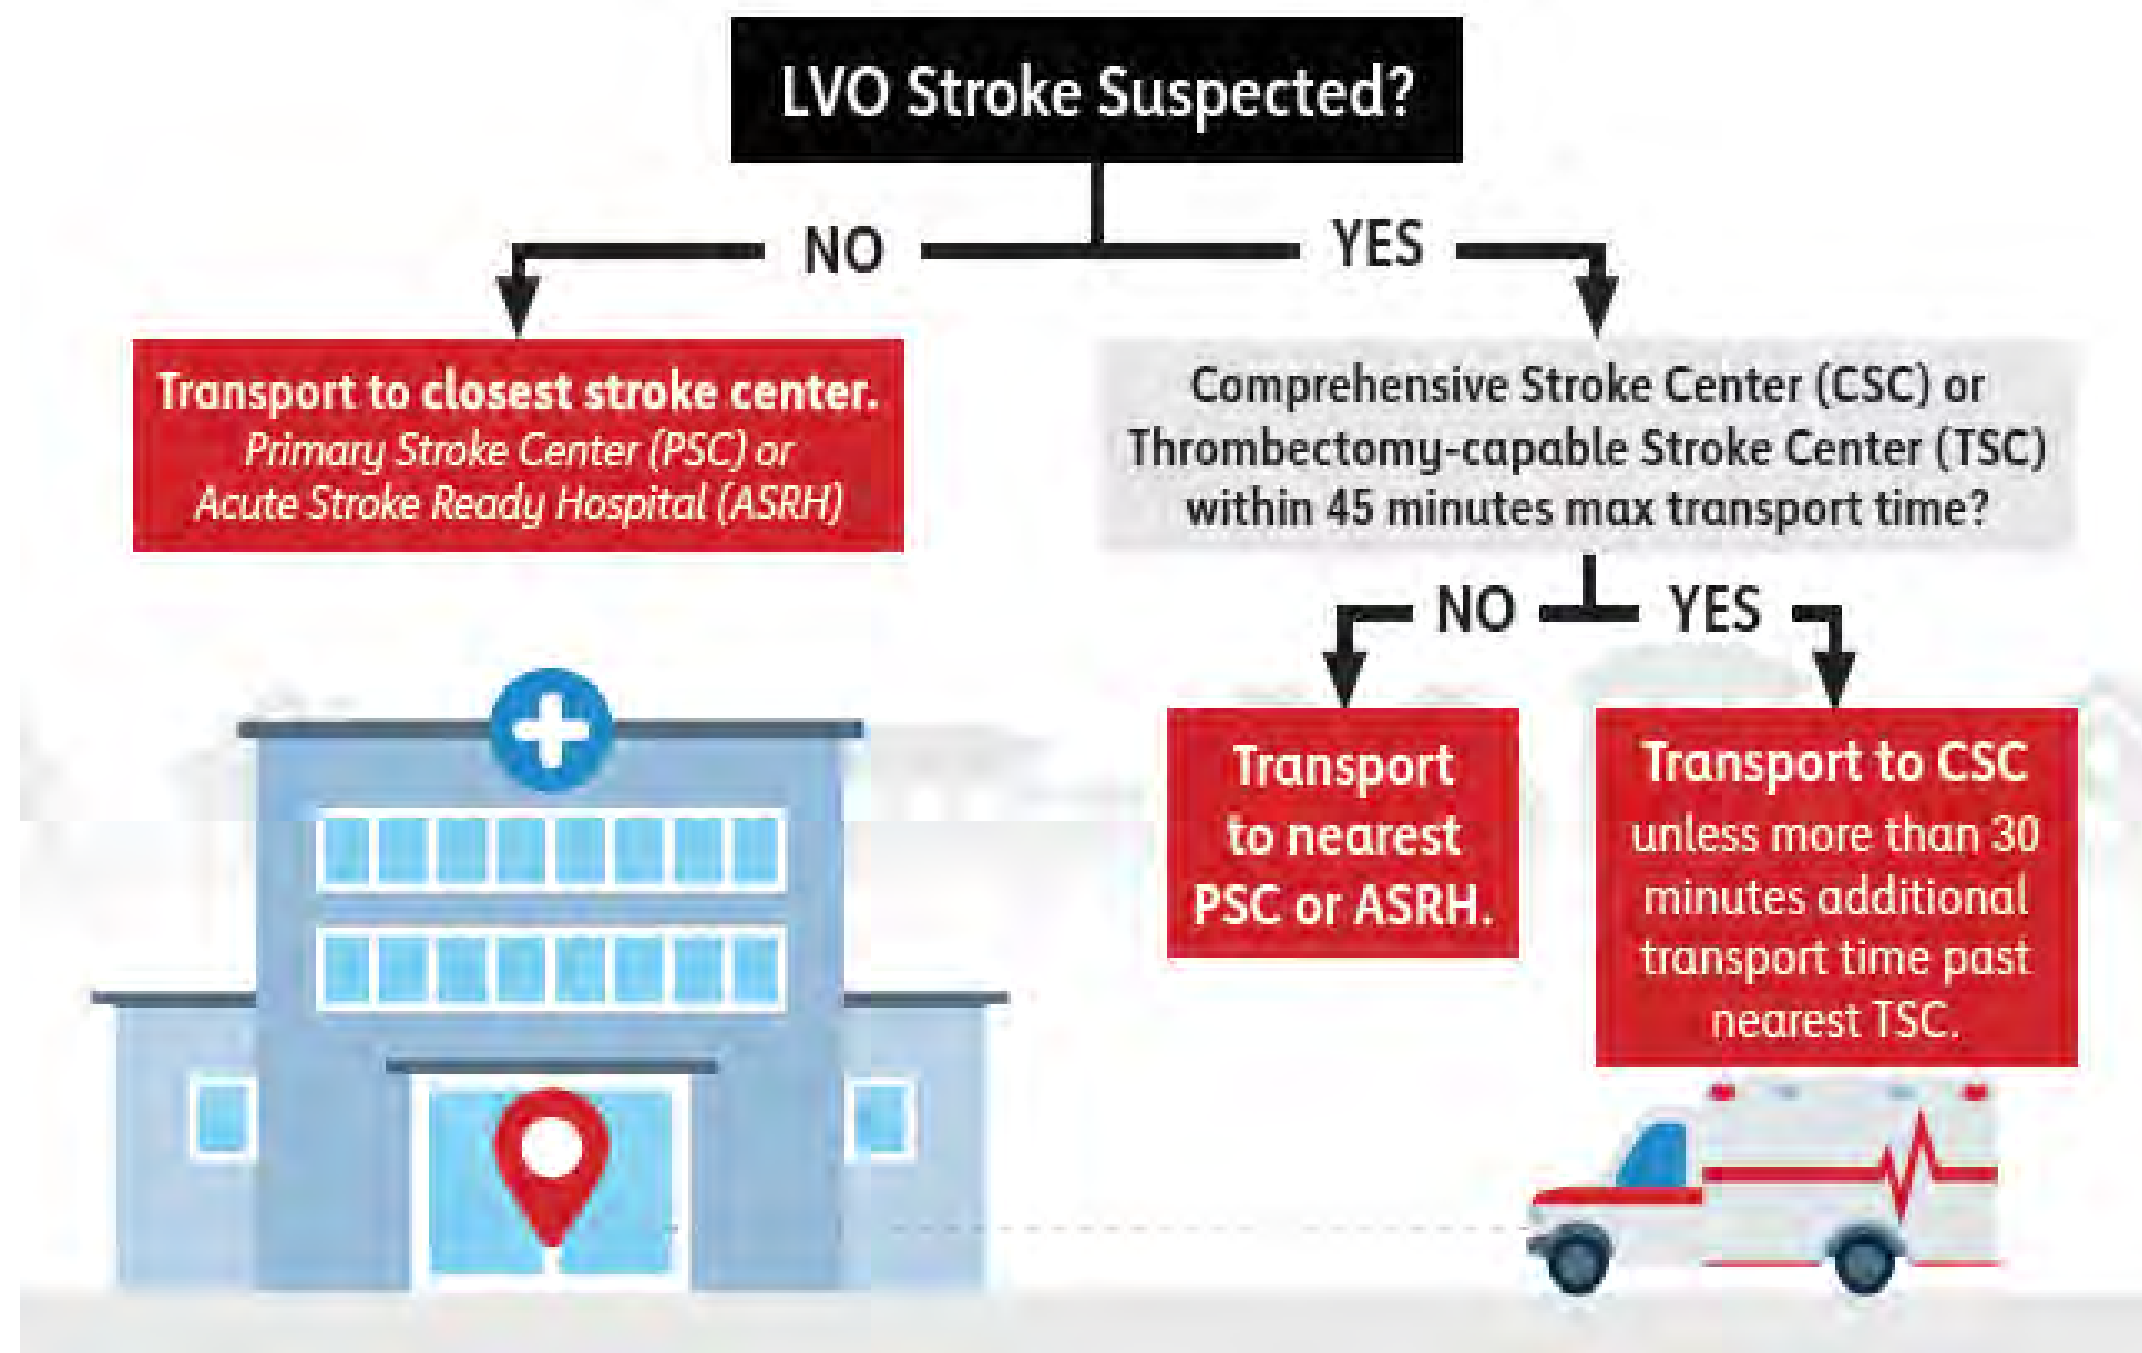 LVO Stroke Suspected?
NO
YES
Transport to closest stroke center.
Primary Stroke Center (PSC) or
Acute Stroke Ready Hospital (ASRH)
Comprehensive Stroke Center (CSC) or
Thrombectomy-capable Stroke Center (TSC)
within 45 minutes max transport time?
NO
YES
Transport
to nearest
PSC or ASRH.
Transport to CSC
unless more than 30
minutes additional
transport time past
nearest TSC.